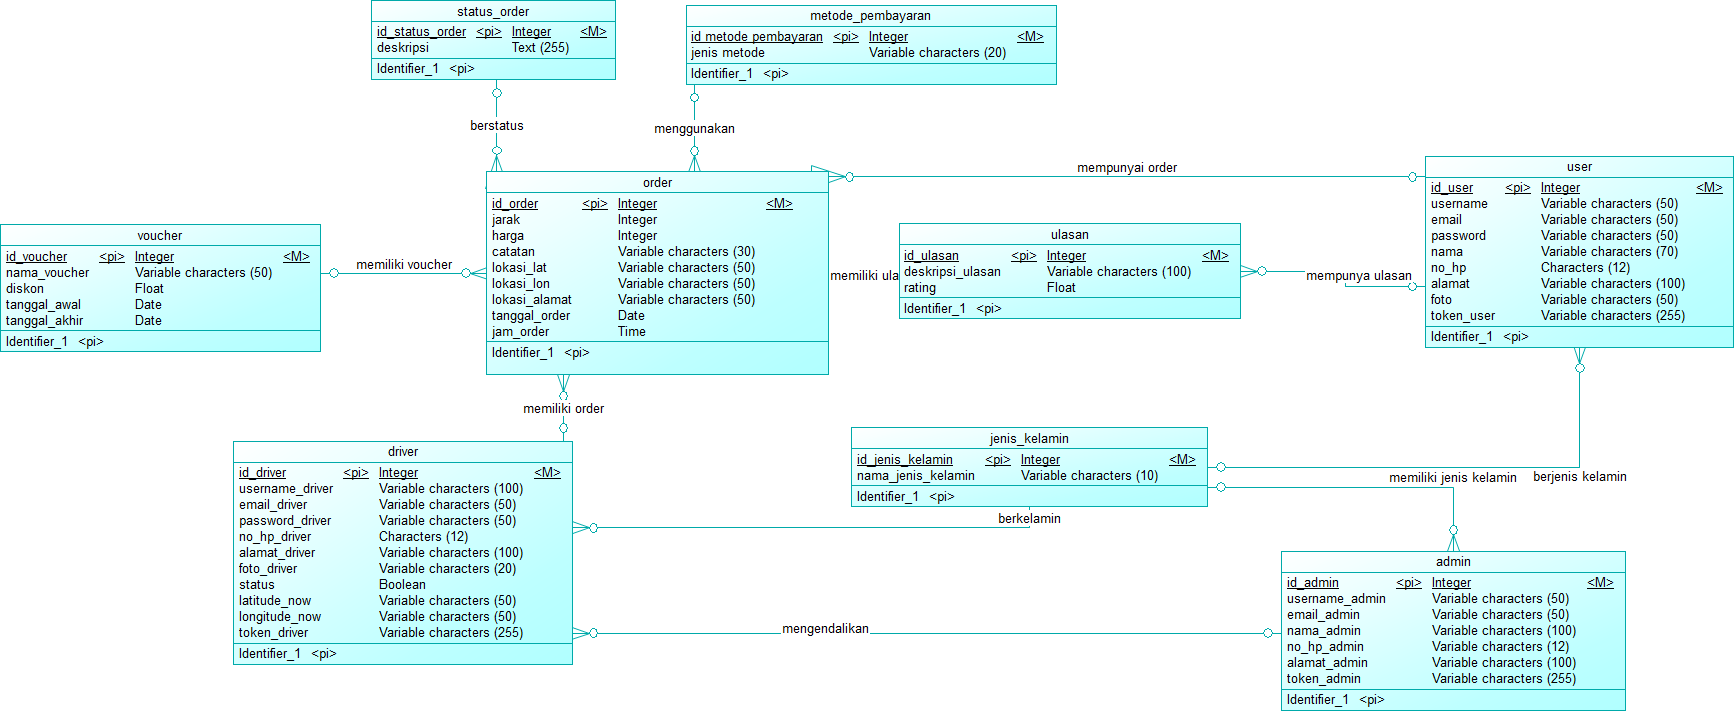 status_order
id_status_order <pi> Integer <M>
deskripsi Text (255)
Identifier_1 <pi>
metode_pembayaran
id metode pembayaran <pi> Integer <M>
jenis metode Variable characters (20)
Identifier_1 <pi>
berstatus
menggunakan
mempunyai order
order
id_order <pi> Integer <M>
jarak Integer
harga Integer
catatan Variable characters (30)
lokasi_lat Variable characters (50)
lokasi_lon Variable characters (50)
lokasi_alamat Variable characters (50)
tanggal_order Date
jam_order Time
Identifier_1 <pi>
user
id_user <pi> Integer <M>
username Variable characters (50)
email Variable characters (50)
password Variable characters (50)
nama Variable characters (70)
no_hp Characters (12)
alamat Variable characters (100)
foto Variable characters (50)
token_user Variable characters (255)
Identifier_1 <pi>
voucher
id_voucher <pi> Integer <M>
nama_voucher Variable characters (50)
diskon Float
tanggal_awal Date
tanggal_akhir Date
Identifier_1 <pi>
memiliki voucher
ulasan
id_ulasan <pi> Integer <M>
deskripsi_ulasan Variable characters (100)
rating Float
Identifier_1 <pi>
memiliki ula
mempunya ulasan
memiliki order
driver
id_driver <pi> Integer <M>
username_driver Variable characters (100)
email_driver Variable characters (50)
password_driver Variable characters (50)
no_hp_driver Characters (12)
alamat_driver Variable characters (100)
foto_driver Variable characters (20)
status Boolean
latitude_now Variable characters (50)
longitude_now Variable characters (50)
token_driver Variable characters (255)
Identifier_1 <pi>
jenis_kelamin
id_jenis_kelamin <pi> Integer <M>
nama_jenis_kelamin Variable characters (10)
Identifier_1 <pi>
memiliki jenis kelamin
berjenis kelamin
berkelamin
mengendalikan
admin
id_admin <pi> Integer <M>
username_admin Variable characters (50)
email_admin Variable characters (50)
nama_admin Variable characters (100)
no_hp_admin Variable characters (12)
alamat_admin Variable characters (100)
token_admin Variable characters (255)
Identifier_1 <pi>